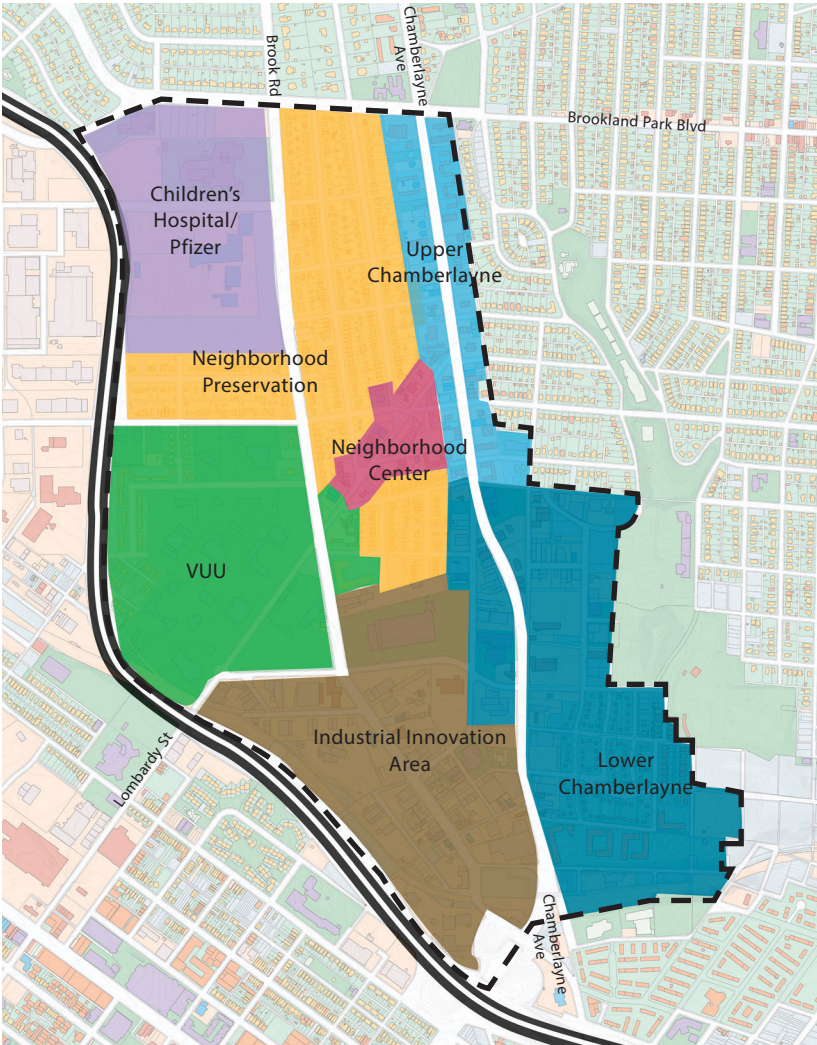 Chamberlayne
Ave
Brook Rd
Brookland Park Blvd
Children's
Hospital/
Pfizer
Upper
Chamberlayne
Neighborhood
Preservation
Neighborhood
Center
VUU
Industrial Innovation
Area
Lombardy St
Lower
Chamberlayne
Chamberlayne
Ave